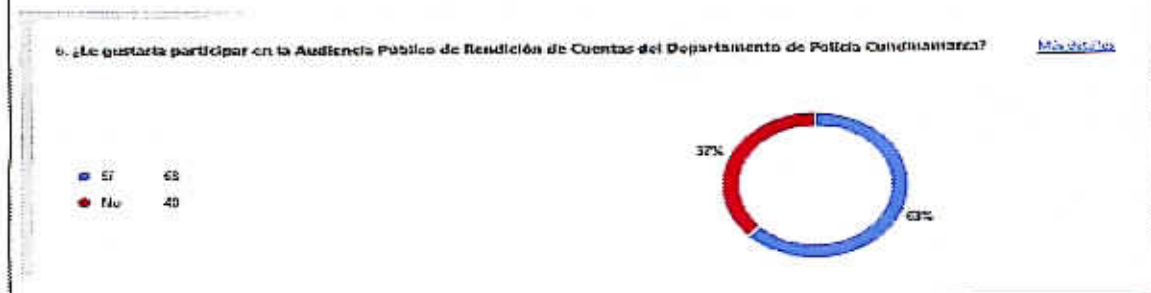 6. ¿Le gustaría participar en la Audiencia Público de Rendición de Cuentas del Departamento de Policía Cundinamarca? Más detalles
37%
Sí 68
No 40
63%